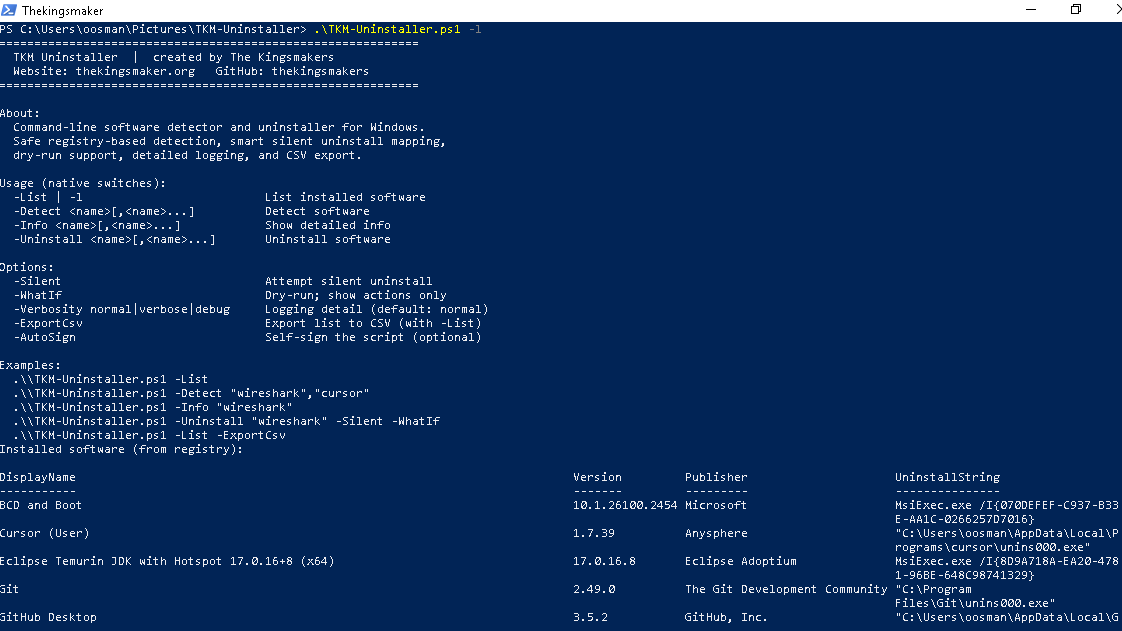 Thekingsmaker
PS C:\Users\oosman\Pictures\TKM-Uninstaller> .\TKM-Uninstaller.ps1 -l
============================================================
  TKM Uninstaller  |  created by The Kingsmakers
  Website: thekingsmaker.org   GitHub: thekingsmakers
============================================================
About:
  Command-line software detector and uninstaller for Windows.
  Safe registry-based detection, smart silent uninstall mapping,
  dry-run support, detailed logging, and CSV export.
Usage (native switches):
  -List | -l                          List installed software
  -Detect <name>[,<name>...]          Detect software
  -Info <name>[,<name>...]            Show detailed info
  -Uninstall <name>[,<name>...]       Uninstall software
Options:
  -Silent                             Attempt silent uninstall
  -WhatIf                             Dry-run; show actions only
  -Verbosity normal|verbose|debug     Logging detail (default: normal)
  -ExportCsv                          Export list to CSV (with -List)
  -AutoSign                           Self-sign the script (optional)
Examples:
  .\\TKM-Uninstaller.ps1 -List
  .\\TKM-Uninstaller.ps1 -Detect "wireshark","cursor"
  .\\TKM-Uninstaller.ps1 -Info "wireshark"
  .\\TKM-Uninstaller.ps1 -Uninstall "wireshark" -Silent -WhatIf
  .\\TKM-Uninstaller.ps1 -List -ExportCsv
Installed software (from registry):
DisplayName Version Publisher UninstallString
----------- ------- --------- ---------------
BCD and Boot 10.1.26100.2454 Microsoft MsiExec.exe /I{070DEFEF-C937-B33
E-AA1C-0266257D7016}
Cursor (User) 1.7.39 Anysphere "C:\Users\oosman\AppData\Local\P
rograms\cursor\unins000.exe"
Eclipse Temurin JDK with Hotspot 17.0.16+8 (x64) 17.0.16.8 Eclipse Adoptium MsiExec.exe /I{8D9A718A-EA20-478
1-96BE-648C98741329}
Git 2.49.0 The Git Development Community "C:\Program
Files\Git\unins000.exe"
GitHub Desktop 3.5.2 GitHub, Inc. "C:\Users\oosman\AppData\Local\G